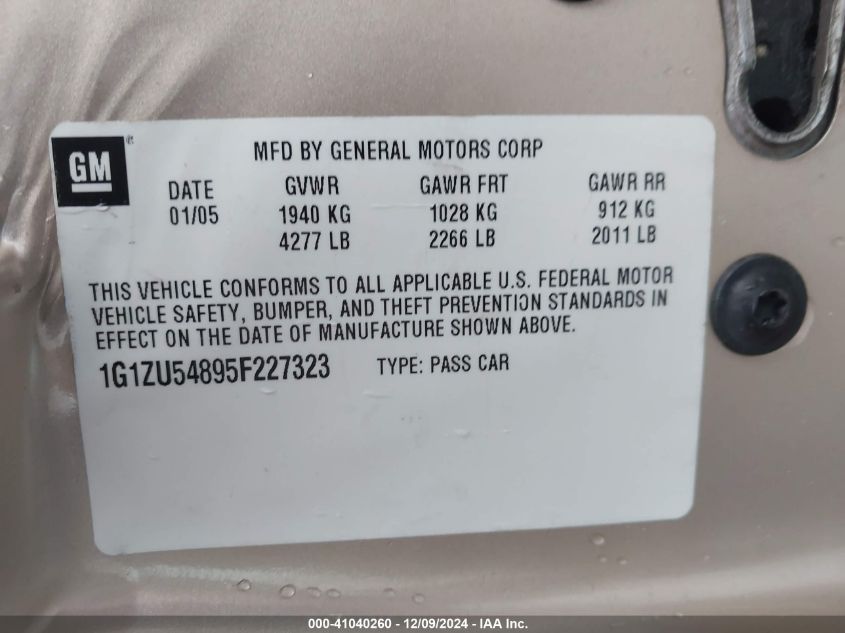 GM
MFD BY GENERAL MOTORS CORP
DATE GVWR GAWR FRT GAWR RR
01/05 1940 KG 1028 KG 912 KG
4277 LB 2266 LB 2011 LB
THIS VEHICLE CONFORMS TO ALL APPLICABLE U.S. FEDERAL MOTOR
VEHICLE SAFETY, BUMPER, AND THEFT PREVENTION STANDARDS IN
EFFECT ON THE DATE OF MANUFACTURE SHOWN ABOVE.
1G1ZU54895F227323 TYPE: PASS CAR
000-41040260 - 12/09/2024 - IAA Inc.